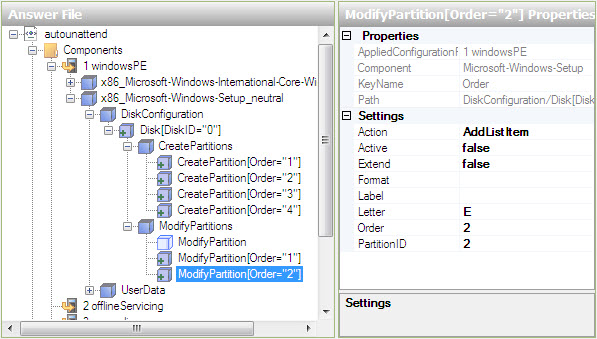 Answer File
autounattend
Components
1 windowsPE
x86_Microsoft-Windows-International-Core-Wi
x86_Microsoft-Windows-Setup_neutral
DiskConfiguration
Disk[DiskID="0"]
CreatePartitions
CreatePartition[Order="1"]
CreatePartition[Order="2"]
CreatePartition[Order="3"]
CreatePartition[Order="4"]
ModifyPartitions
ModifyPartition
ModifyPartition[Order="1"]
ModifyPartition[Order="2"]
UserData
2 offlineServicing
ModifyPartition[Order="2"] Properties
Properties
AppliedConfigurationP 1 windowsPE
Component Microsoft-Windows-Setup
KeyName Order
Path DiskConfiguration/Disk[Disk
Settings
Action AddListItem
Active false
Extend false
Format
Label
Letter E
Order 2
PartitionID 2
Settings